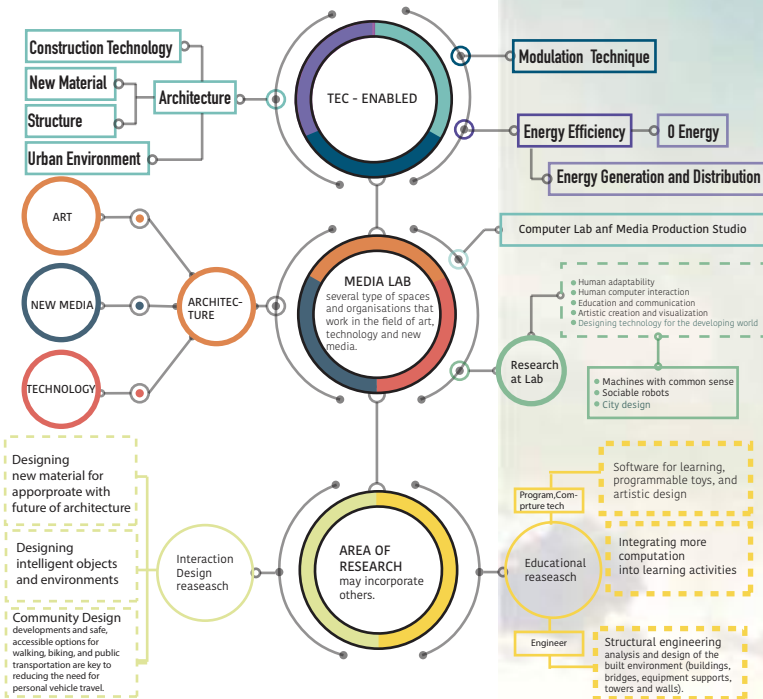 Construction Technology
New Material
Structure
Urban Environment
Architecture
TEC - ENABLED
Modulation Technique
Energy Efficiency
0 Energy
Energy Generation and Distribution
ART
NEW MEDIA
TECHNOLOGY
ARCHITEC-
TURE
MEDIA LAB
several type of spaces
and organisations that
work in the field of art,
technology and new
media.
Computer Lab anf Media Production Studio
Human adaptability
Human computer interaction
Education and communication
Artistic creation and visualization
Designing technology for the developing world
Research
at Lab
Machines with common sense
Sociable robots
City design
Designing
new material for
apporproate with
future of architecture
Designing
intelligent objects
and environments
Community Design
developments and safe,
accessible options for
walking, biking, and public
transportation are key to
reducing the need for
personal vehicle travel.
Interaction
Design
reaseasch
AREA OF
RESEARCH
may incorporate
others.
Program,Com-
prture tech
Educational
reaseasch
Engineer
Software for learning,
programmable toys, and
artistic design
Integrating more
computation
into learning activities
Structural engineering
analysis and design of the
built environment (buildings,
bridges, equipment supports,
towers and walls).